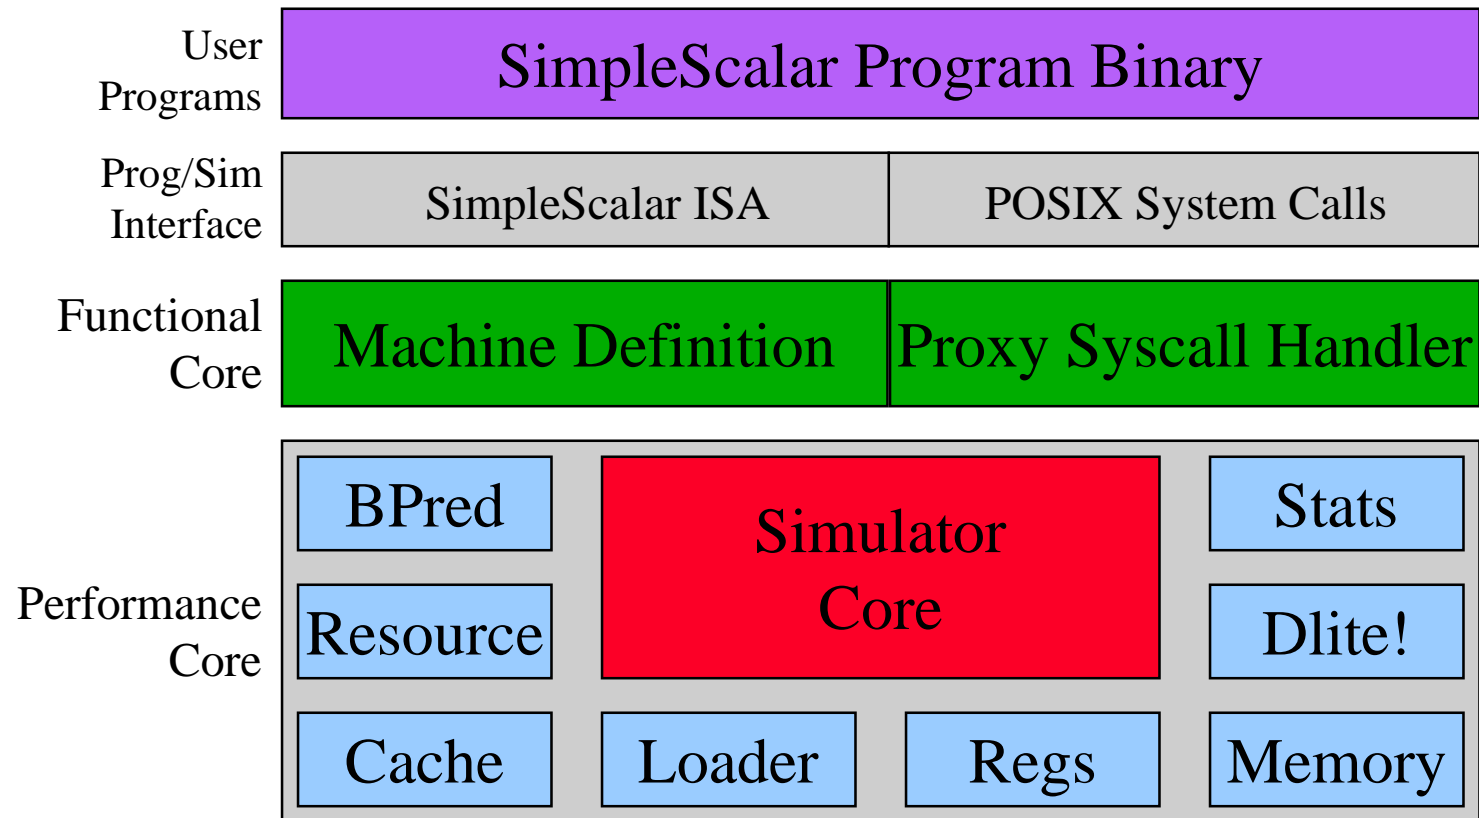 User
Programs
SimpleScalar Program Binary
Prog/Sim
Interface
SimpleScalar ISA
POSIX System Calls
Functional
Core
Machine Definition
Proxy Syscall Handler
Performance
Core
BPred
Simulator
Core
Stats
Resource
Dlite!
Cache
Loader
Regs
Memory